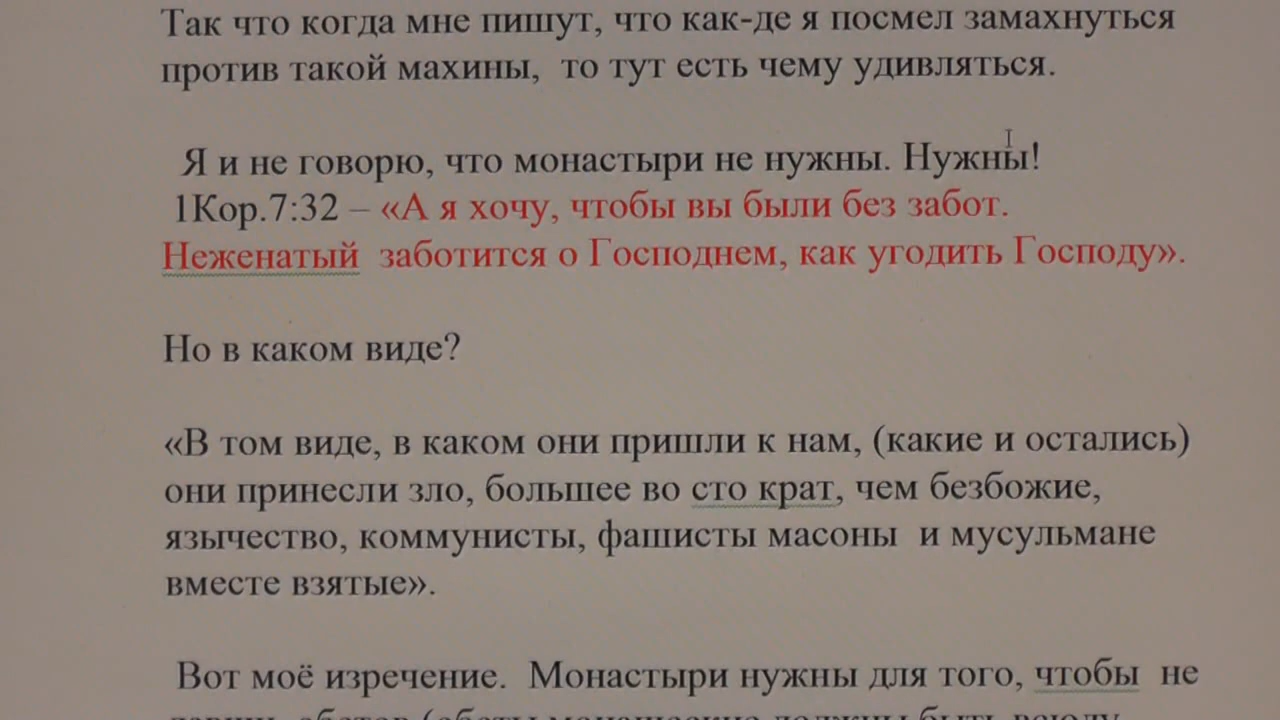 Так что когда мне пишут, что как-де я посмел замахнуться
против такой махины,  то тут есть чему удивляться.
Я и не говорю, что монастыри не нужны. Нужны!
1Кор.7:32 – «А я хочу, чтобы вы были без забот.
Неженатый  заботится о Господнем, как угодить Господу».
Но в каком виде?
«В том виде, в каком они пришли к нам, (какие и остались)
они принесли зло, большее во сто крат, чем безбожие,
язычество, коммунисты, фашисты масоны  и мусульмане
вместе взятые».
Вот моё изречение.  Монастыри нужны для того, чтобы  не